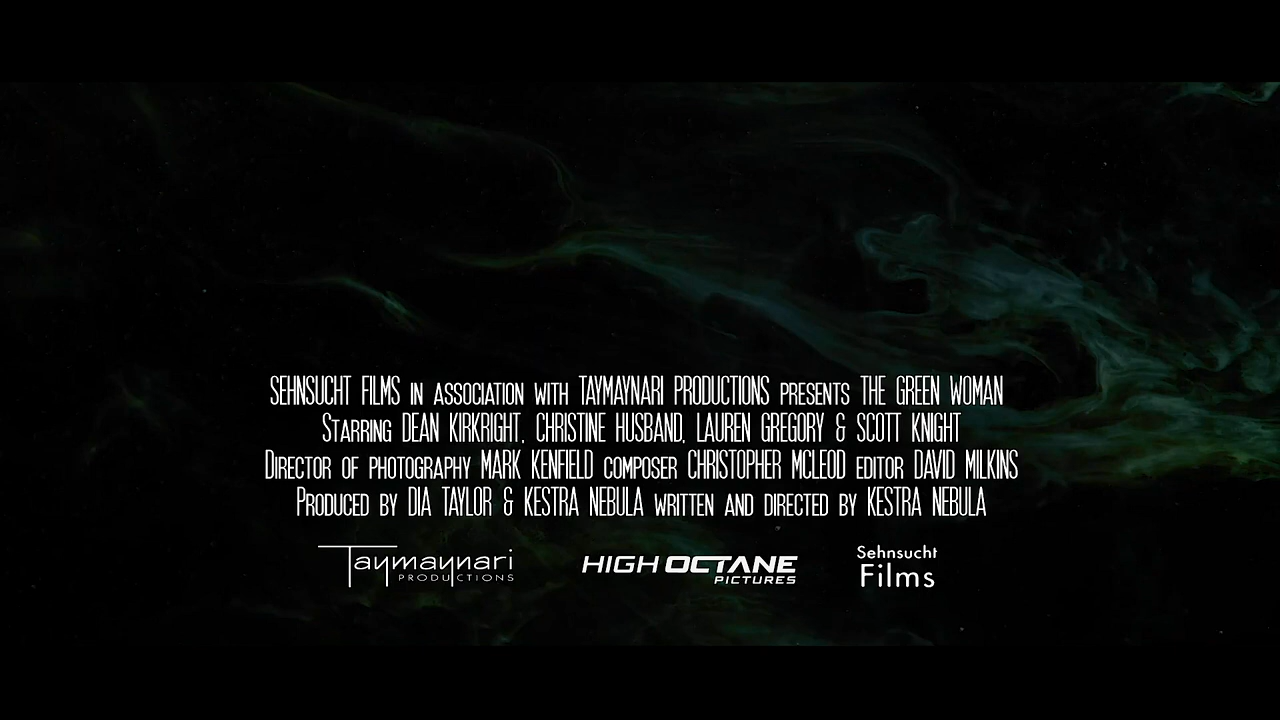 SEHNSUCHT FILMS IN ASSOCIATION WITH TAYMAYNARI PRODUCTIONS PRESENTS THE GREEN WOMAN
STARRING DEAN KIRKRIGHT, CHRISTINE HUSBAND, LAUREN GREGORY & SCOTT KNIGHT
DIRECTOR OF PHOTOGRAPHY MARK KENFIELD COMPOSER CHRISTOPHER MCLEOD EDITOR DAVID MILKINS
PRODUCED BY DIA TAYLOR & KESTRA NEBULA WRITTEN AND DIRECTED BY KESTRA NEBULA
Taymaynari
PRODUCTIONS
HIGH OCTANE
PICTURES
Sehnsucht
Films